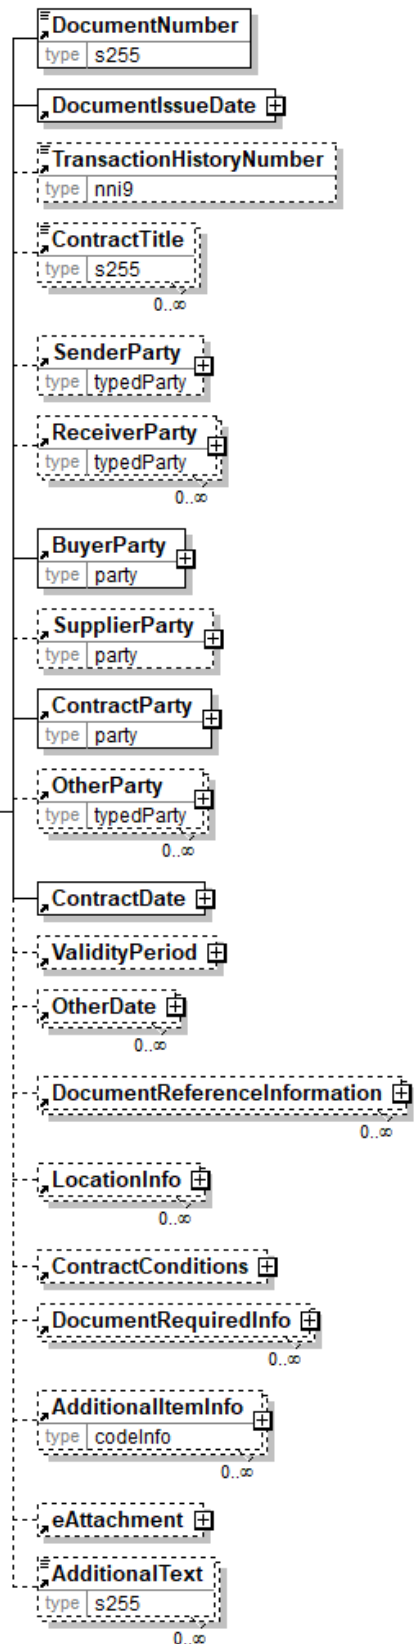 DocumentNumber
type s255
DocumentIssueDate
TransactionHistoryNumber
type nni9
ContractTitle
type s255
0..∞
SenderParty
type typedParty
ReceiverParty
type typedParty
0..∞
BuyerParty
type party
SupplierParty
type party
ContractParty
type party
OtherParty
type typedParty
0..∞
ContractDate
ValidityPeriod
OtherDate
0..∞
DocumentReferenceInformation
0..∞
LocationInfo
0..∞
ContractConditions
DocumentRequiredInfo
0..∞
AdditionalItemInfo
type codeInfo
0..∞
eAttachment
AdditionalText
type s255
0..∞